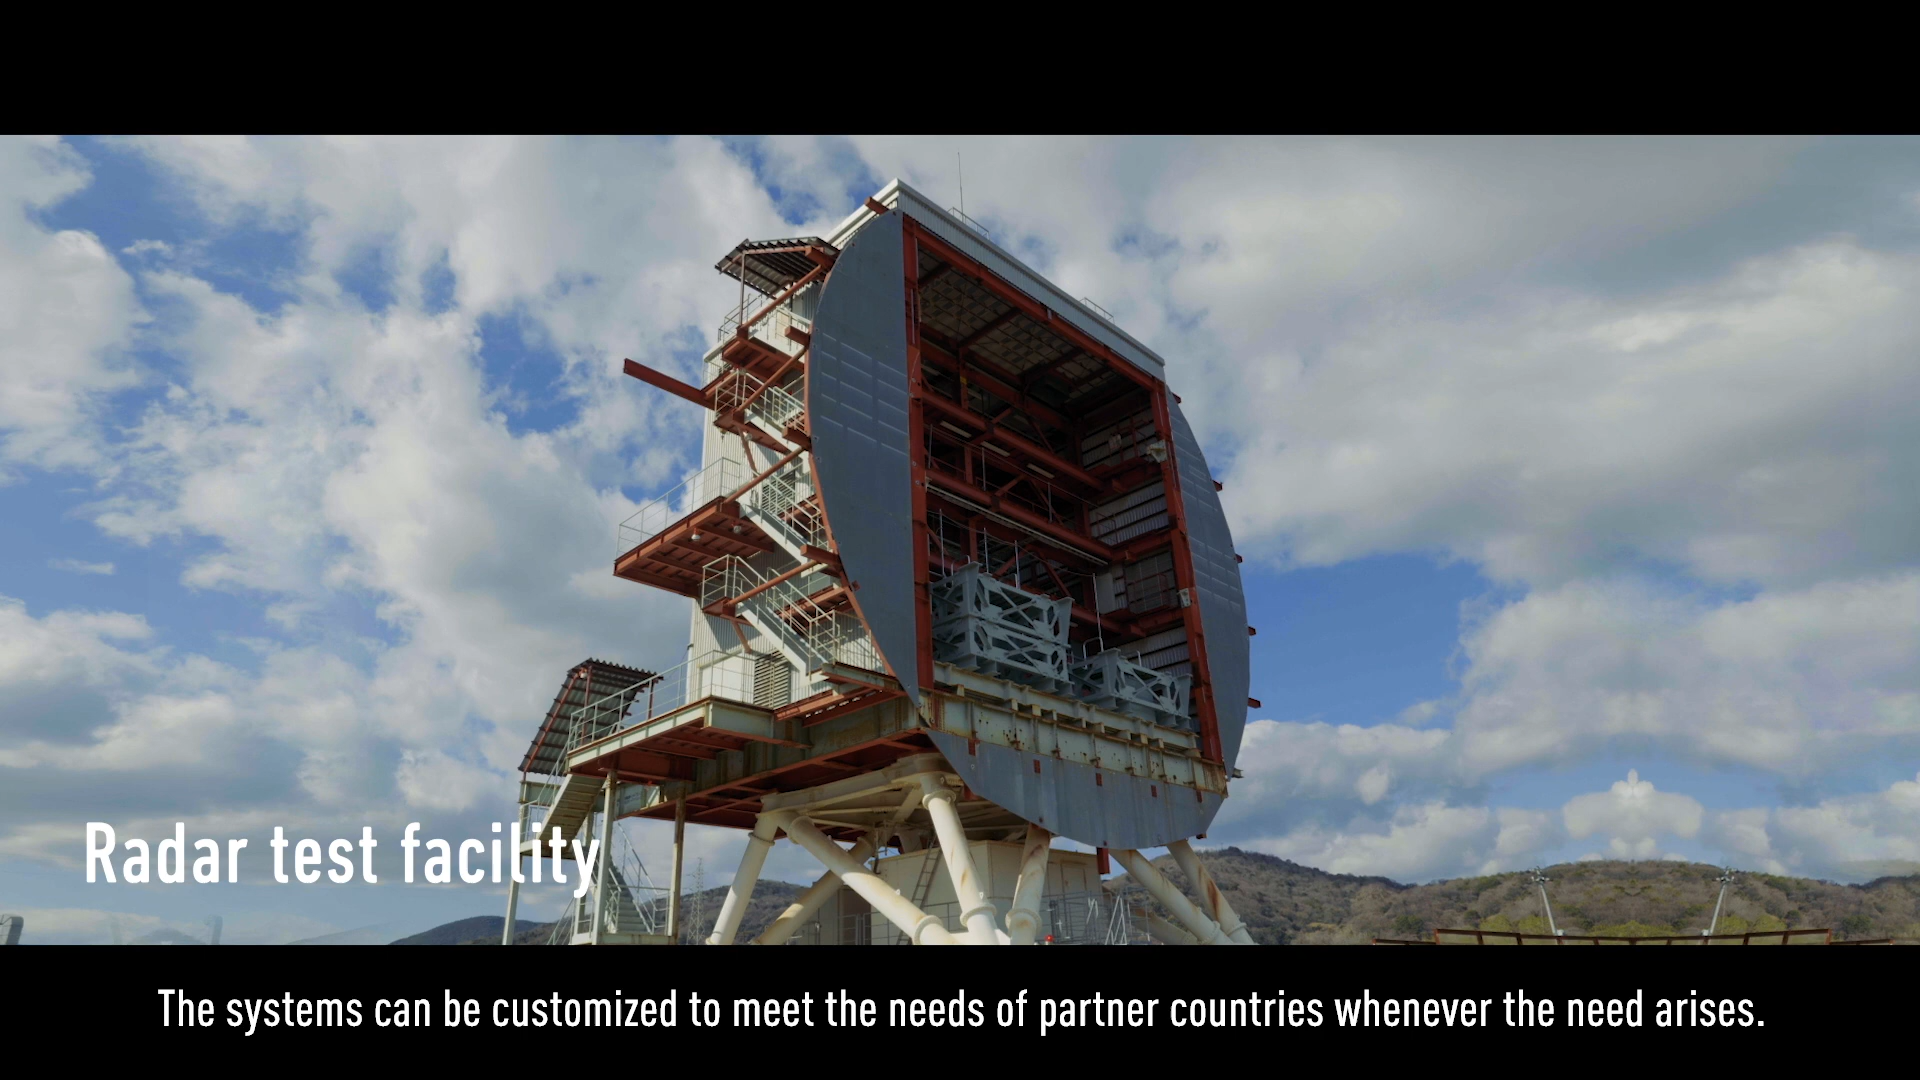 Radar test facility
The systems can be customized to meet the needs of partner countries whenever the need arises.